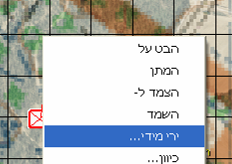 הבט על
המתן
הצמד ל-
השמד
ירי מידי...
כיוון...